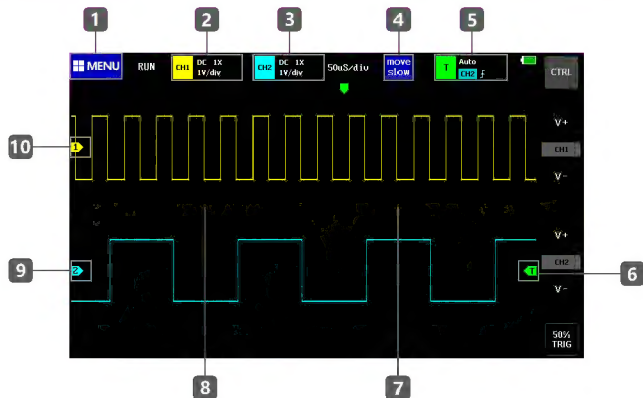 1
2
3
4
5
MENU
RUN
CH1
DC 1X
1V/div
CH2
DC 1X
1V/div
50uS/div
move
slow
T
Auto
CH2
CTRL
V+
10
1
CH1
V-
V+
9
2
T
6
CH2
V-
50%
TRIG
8
7